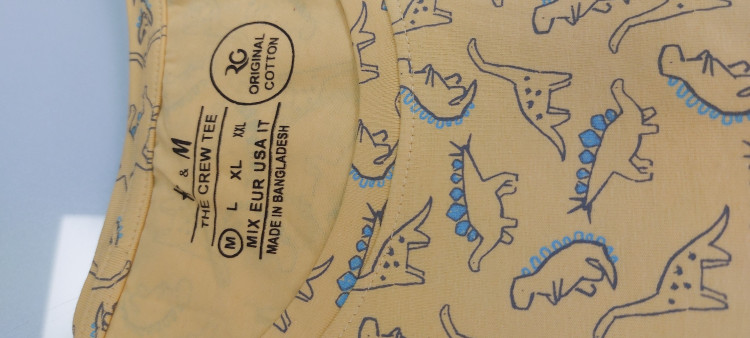 RG
ORIGINAL
COTTON
& M
THE CREW TEE
M L XL XXL
MIX EUR USA IT
MADE IN BANGLADESH